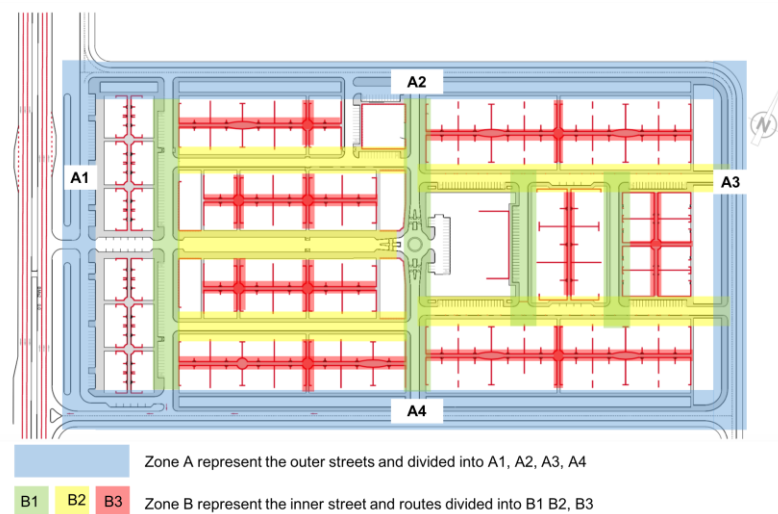 A2
N
A1
A3
A4
Zone A represent the outer streets and divided into A1, A2, A3, A4
B1 B2 B3 Zone B represent the inner street and routes divided into B1 B2, B3